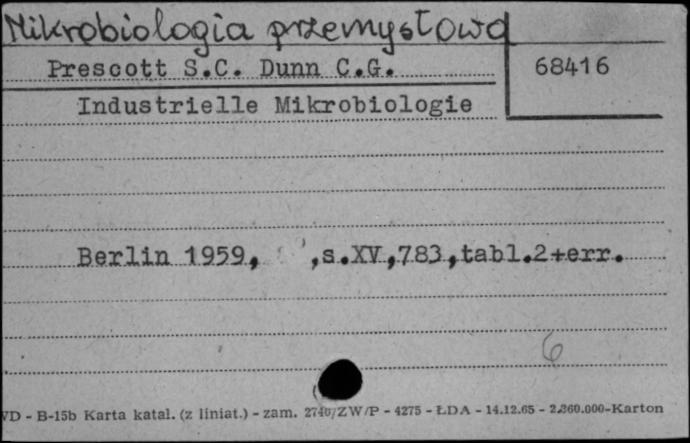 Mikrobiologia przemysłowa
Prescott S.C. Dunn C.G.
68416
Industrielle Mikrobiologie
Berlin 1959, ,s.XV,783,tabl.2+err.
6
VD - B-15b Karta katal. (z liniat.) - zam. 2746/ZW/P - 4275 - ŁDA - 14.12.65 - 2.360.000-Karton